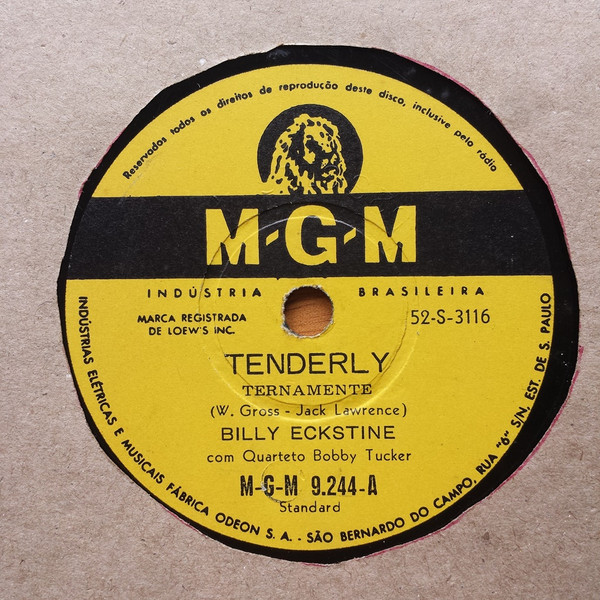 Reservados todos os direitos de reprodução deste disco, inclusive pelo rádio
M-G-M
INDÚSTRIA BRASILEIRA
MARCA REGISTRADA
DE LOEW'S INC.
52-S-3116
TENDERLY
TERNAMENTE
(W. Gross - Jack Lawrence)
BILLY ECKSTINE
com Quarteto Bobby Tucker
M-G-M 9.244-A
Standard
INDÚSTRIAS ELÉTRICAS E MUSICAIS FÁBRICA ODEON S. A. - SÃO BERNARDO DO CAMPO, RUA "6" S/N. EST. DE S. PAULO